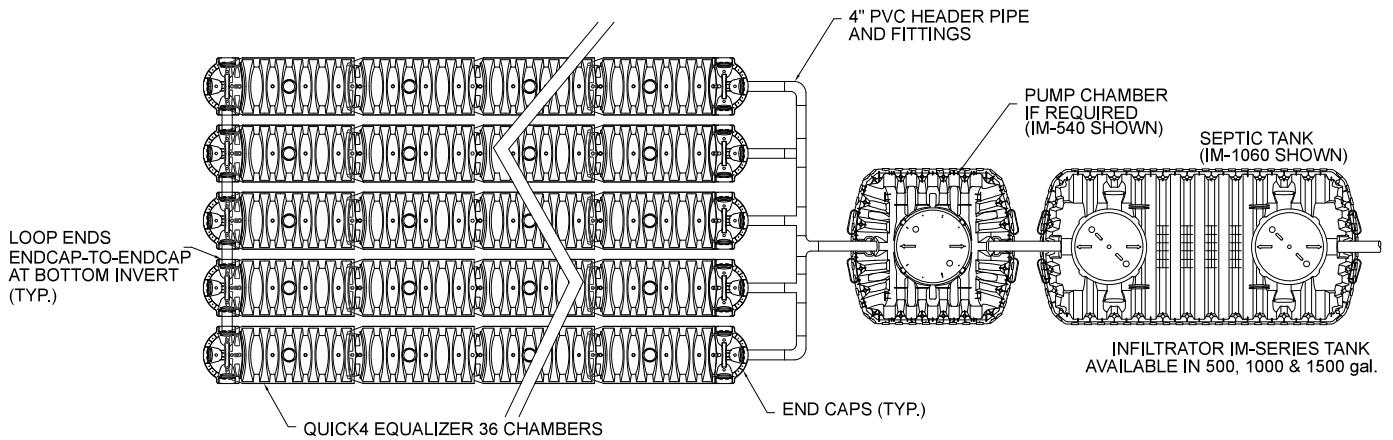 4" PVC HEADER PIPE
AND FITTINGS
PUMP CHAMBER
IF REQUIRED
(IM-540 SHOWN)
SEPTIC TANK
(IM-1060 SHOWN)
LOOP ENDS
ENDCAP-TO-ENDCAP
AT BOTTOM INVERT
(TYP.)
INFILTRATOR IM-SERIES TANK
AVAILABLE IN 500, 1000 & 1500 gal.
END CAPS (TYP.)
QUICK4 EQUALIZER 36 CHAMBERS